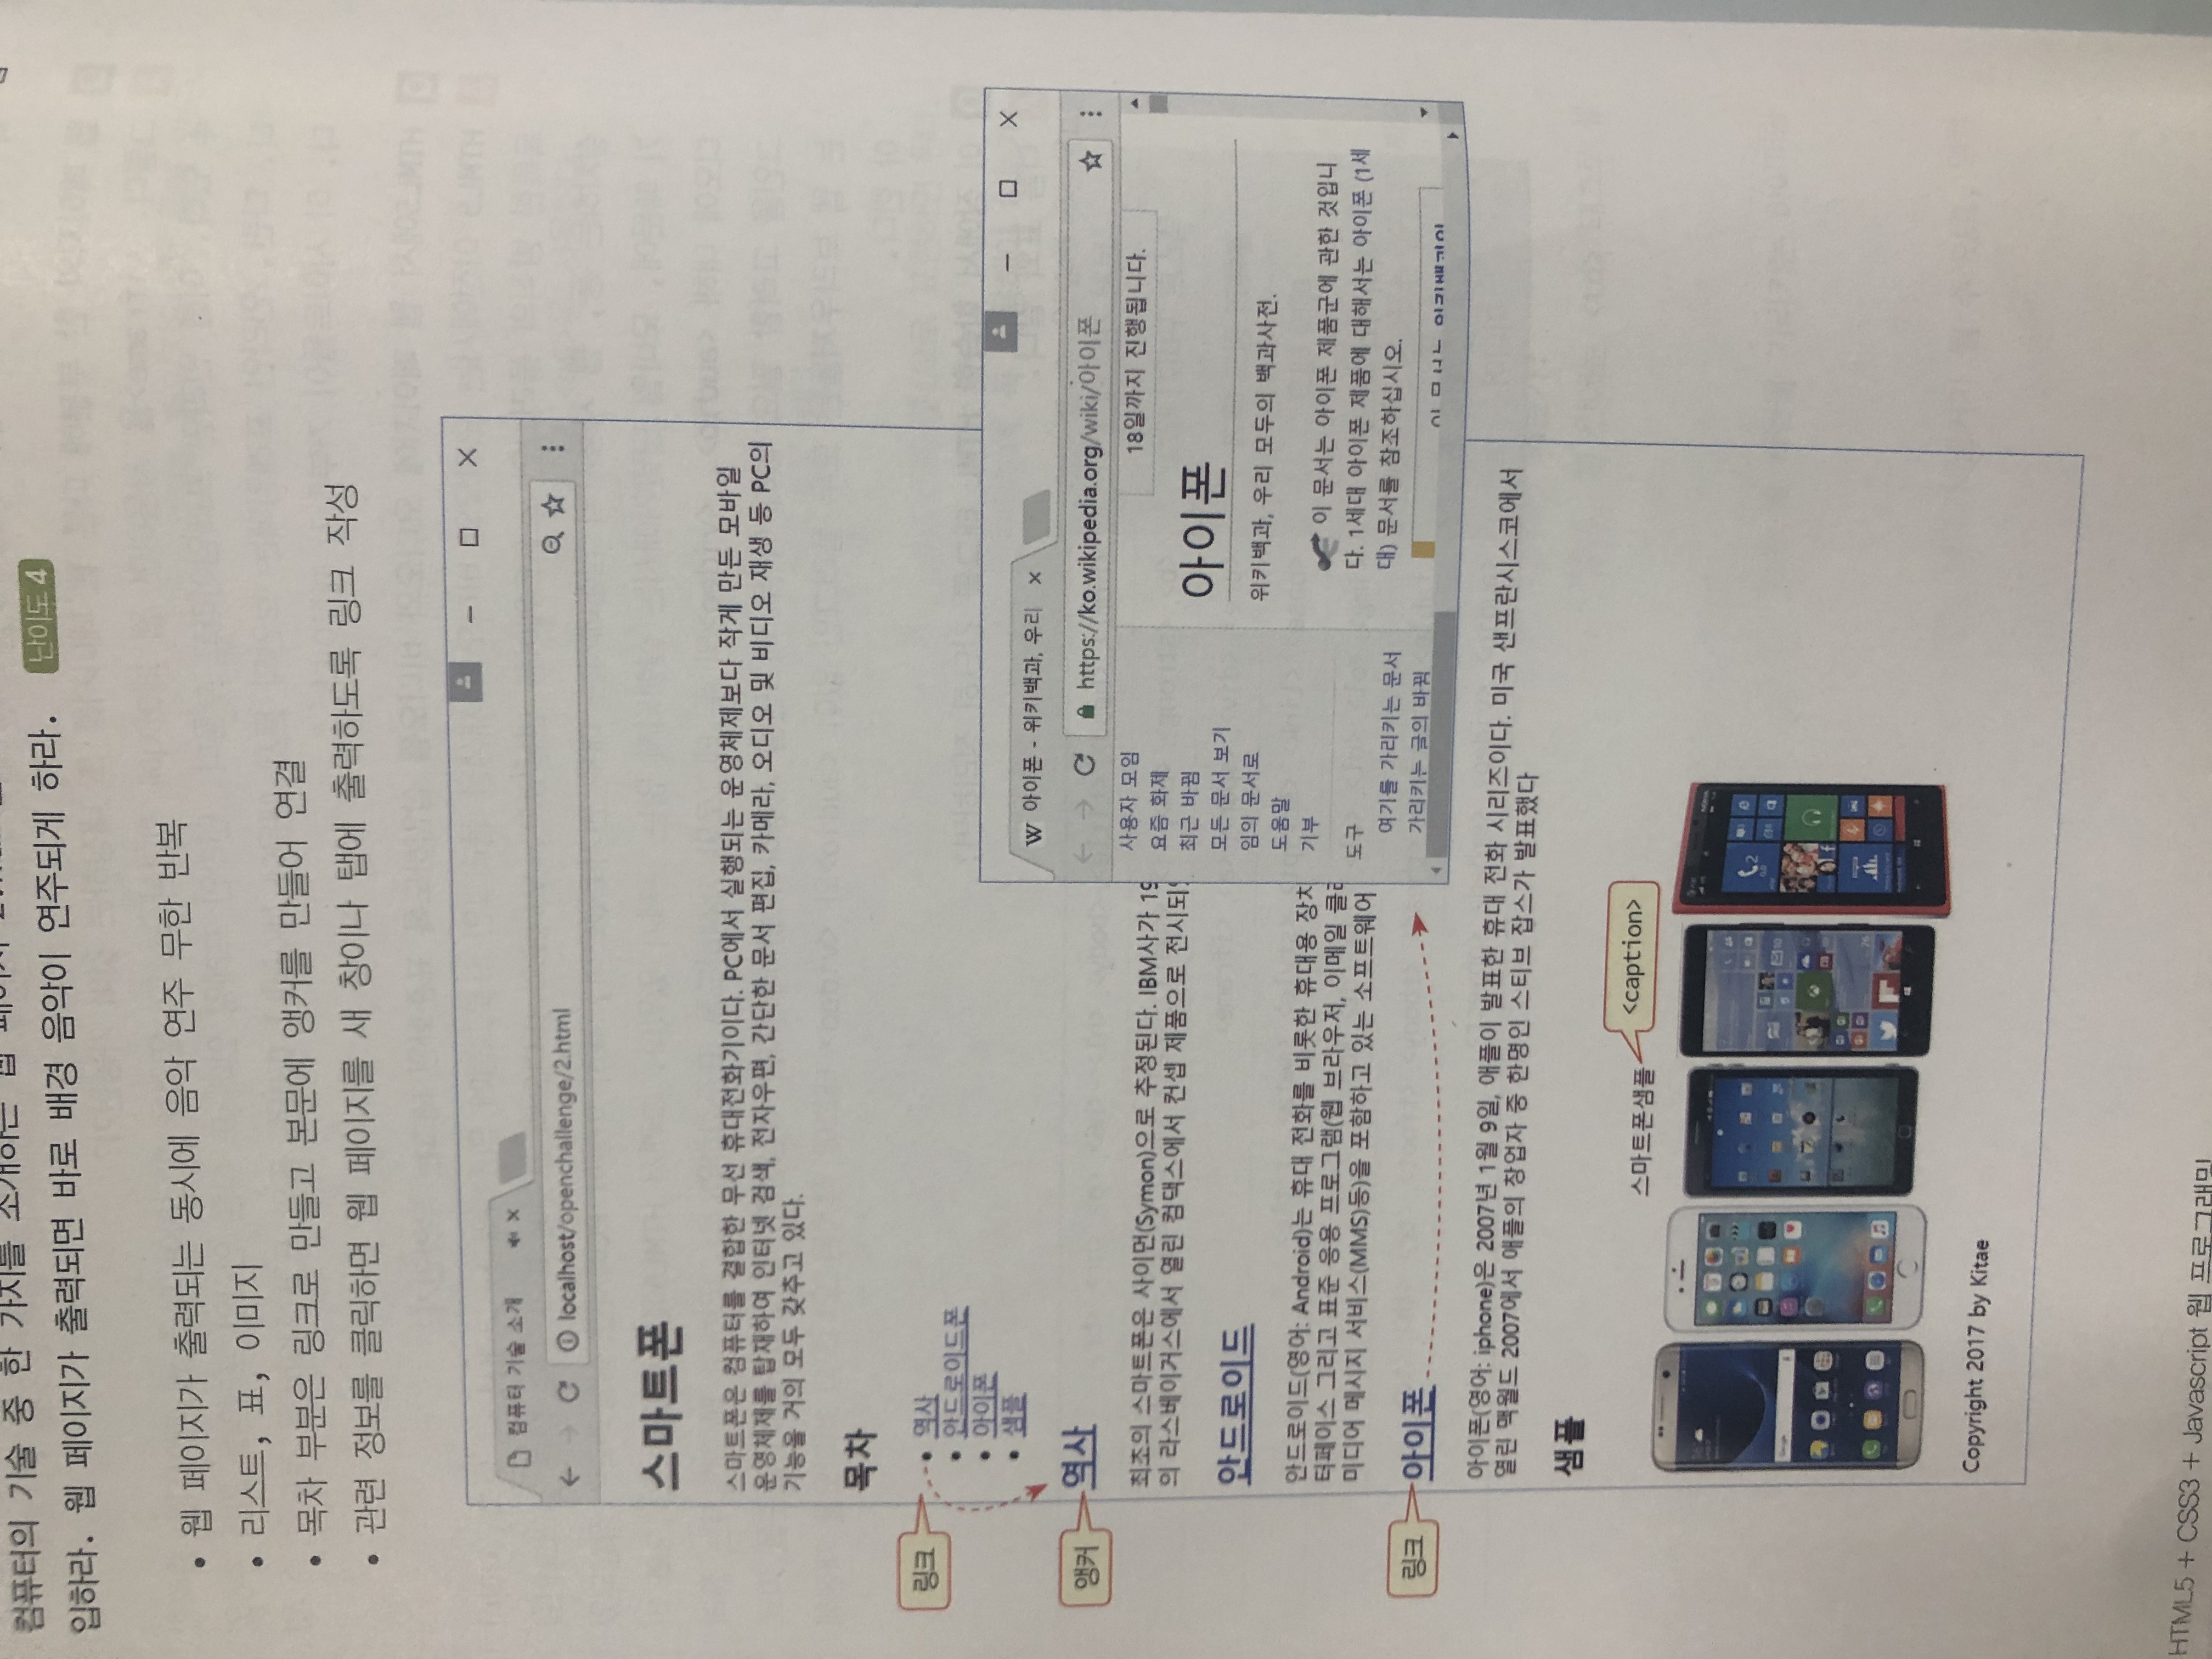 컴퓨터의 기술 중 한 가지를 소개하는 웹 페이지
입하라. 웹 페이지가 출력되면 바로 배경 음악이 연주되게 하라. 난이도 4
• 웹 페이지가 출력되는 동시에 음악 연주 무한 반복
• 리스트, 표, 이미지
• 목차 부분은 링크로 만들고 본문에 앵커를 만들어 연결
• 관련 정보를 클릭하면 웹 페이지를 새 창이나 탭에 출력하도록 링크 작성
컴퓨터 기술 소개
localhost/openchallenge/2.html
스마트폰
스마트폰은 컴퓨터를 결합한 무선 휴대전화기이다. PC에서 실행되는 운영체제보다 작게 만든 모바일
운영체제를 탑재하여 인터넷 검색, 전자우편, 간단한 문서 편집, 카메라, 오디오 및 비디오 재생 등 PC의
기능을 거의 모두 갖추고 있다.
목차
링크
• 역사
• 안드로이드폰
• 아이폰
• 샘플
앵커
역사
최초의 스마트폰은 사이먼(Symon)으로 추정된다. IBM사가 19
의 라스베이거스에서 열린 컴댁스에서 컨셉 제품으로 전시되
안드로이드
안드로이드(영어: Android)는 휴대 전화를 비롯한 휴대용 장치
터페이스 그리고 표준 응용 프로그램(웹 브라우저, 이메일 클
미디어 메시지 서비스(MMS)등)을 포함하고 있는 소프트웨어
링크
아이폰
아이폰(영어: iphone)은 2007년 1월 9일, 애플이 발표한 휴대 전화 시리즈이다. 미국 샌프란시스코에서
열린 맥월드 2007에서 애플의 창업자 중 한명인 스티브 잡스가 발표했다
샘플
스마트폰샘플
<caption>
Copyright 2017 by Kitae
W 아이폰 - 위키백과, 우리
https://ko.wikipedia.org/wiki/아이폰
사용자 모임
요즘 화제
최근 바뀜
모든 문서 보기
임의 문서로
도움말
기부
도구
여기를 가리키는 문서
가리키는 글의 바뀜
18일까지 진행됩니다.
아이폰
위키백과, 우리 모두의 백과사전.
이 문서는 아이폰 제품군에 관한 것입니
다. 1세대 아이폰 제품에 대해서는 아이폰 (1세
대) 문서를 참조하십시오.
HTML5 + CSS3 + Javascript 웹 프로그래밍